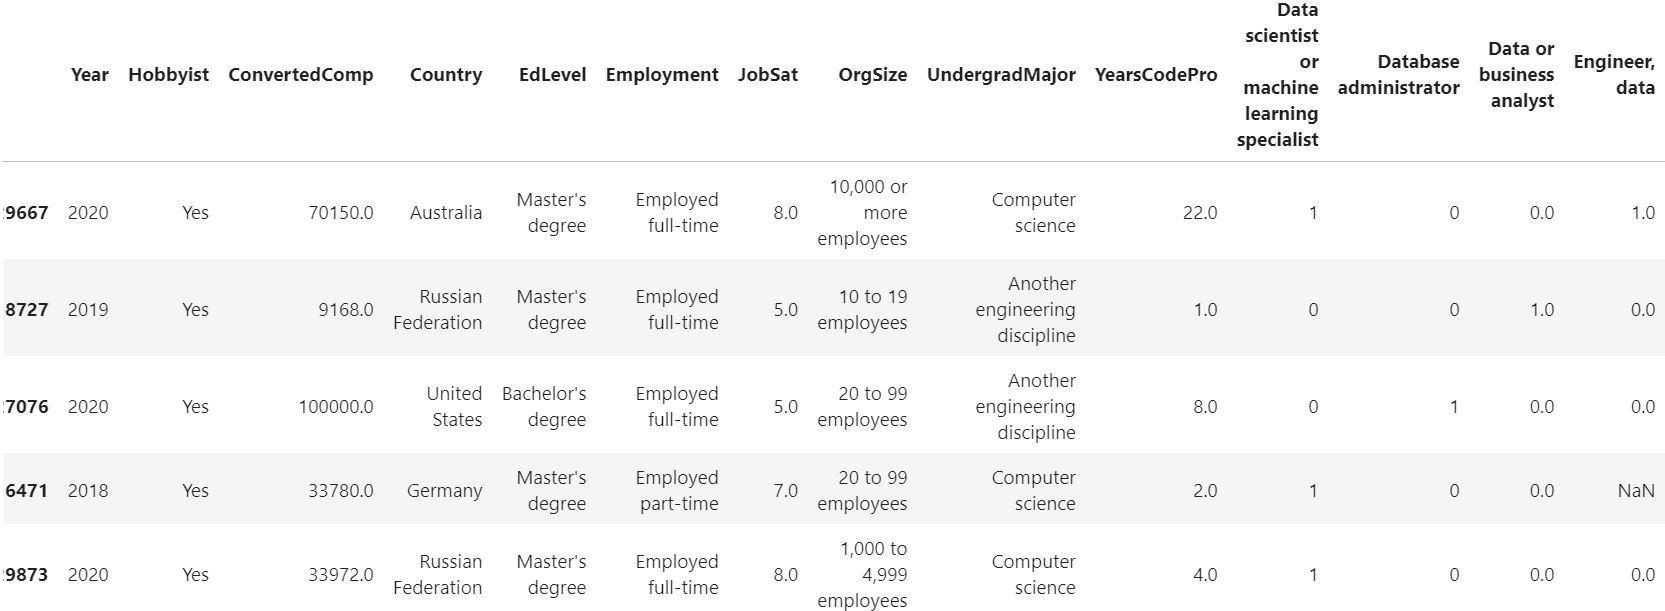 Year Hobbyist ConvertedComp Country EdLevel Employment JobSat OrgSize UndergradMajor YearsCodePro Data scientist or machine learning specialist Database administrator Data or business analyst Engineer, data
9667 2020 Yes 70150.0 Australia Master's degree Employed full-time 8.0 10,000 or more employees Computer science 22.0 1 0 0.0 1.0
8727 2019 Yes 9168.0 Russian Federation Master's degree Employed full-time 5.0 10 to 19 employees Another engineering discipline 1.0 0 0 1.0 0.0
7076 2020 Yes 100000.0 United States Bachelor's degree Employed full-time 5.0 20 to 99 employees Another engineering discipline 8.0 0 1 0.0 0.0
6471 2018 Yes 33780.0 Germany Master's degree Employed part-time 7.0 20 to 99 employees Computer science 2.0 1 0 0.0 NaN
9873 2020 Yes 33972.0 Russian Federation Master's degree Employed full-time 8.0 1,000 to 4,999 employees Computer science 4.0 1 0 0.0 0.0